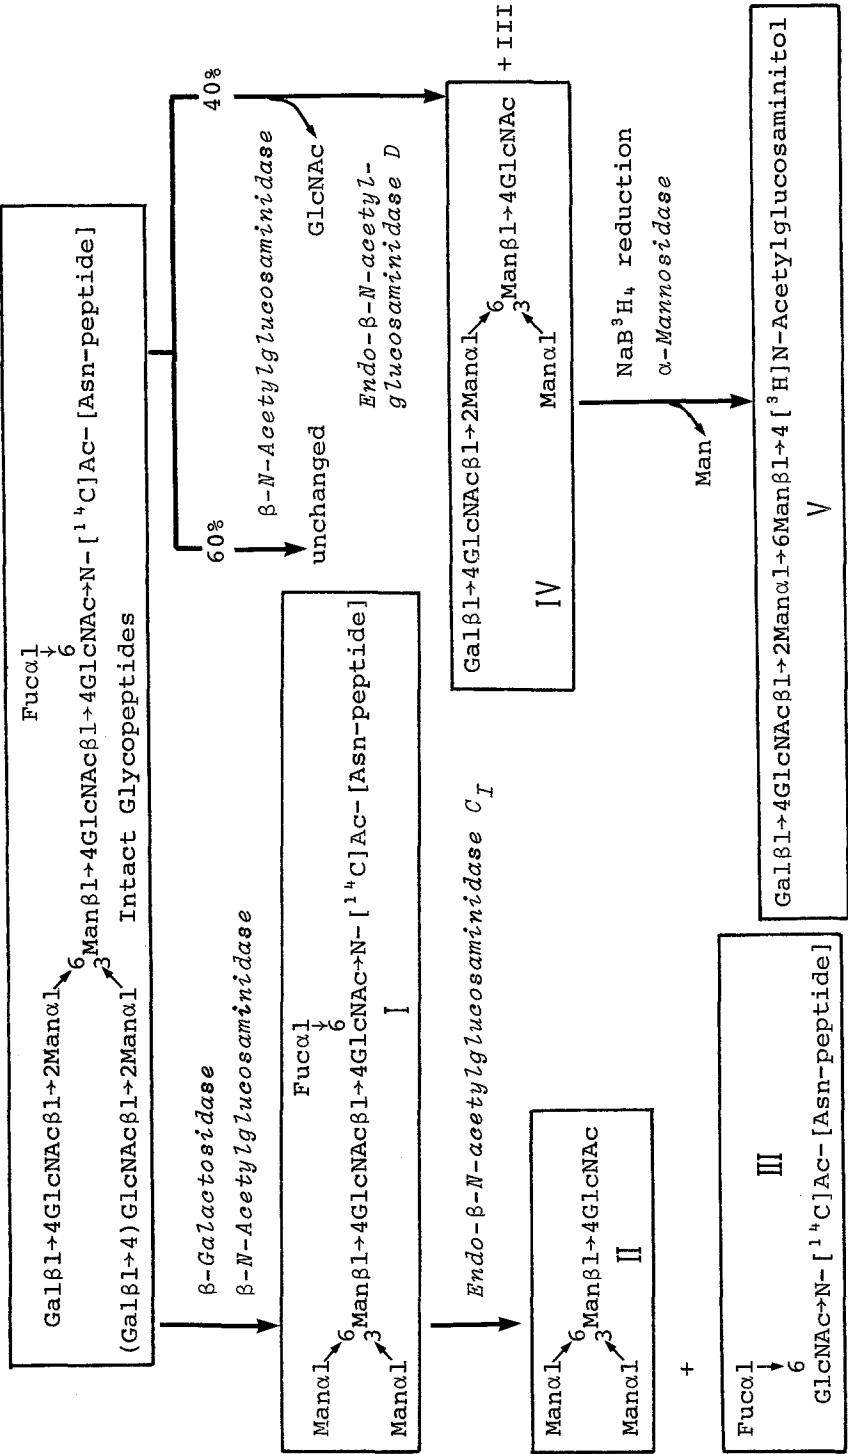 Fucα1
↓
6
Galβ1→4GlcNAcβ1→2Manα1
6
Manβ1→4GlcNAcβ1→4GlcNAc→N-[¹⁴C]Ac-[Asn-peptide]
3
(Galβ1→4)GlcNAcβ1→2Manα1
Intact Glycopeptides
β-Galactosidase
β-N-Acetylglucosaminidase
Fucα1
↓
6
Manα1
6
Manβ1→4GlcNAcβ1→4GlcNAc→N-[¹⁴C]Ac-[Asn-peptide]
3
Manα1
I
Endo-β-N-acetylglucosaminidase C_I
Manα1
6
Manβ1→4GlcNAc
3
Manα1
II
+
Fucα1
↓
6
GlcNAc→N-[¹⁴C]Ac-[Asn-peptide]
III
60%
unchanged
40%
β-N-Acetylglucosaminidase
GlcNAc
Endo-β-N-acetyl-
glucosaminidase D
Galβ1→4GlcNAcβ1→2Manα1
6
Manβ1→4GlcNAc
3
Manα1
IV
+III
NaB³H₄ reduction
α-Mannosidase
Man
Galβ1→4GlcNAcβ1→2Manα1→6Manβ1→4[³H]N-Acetylglucosaminitol
V